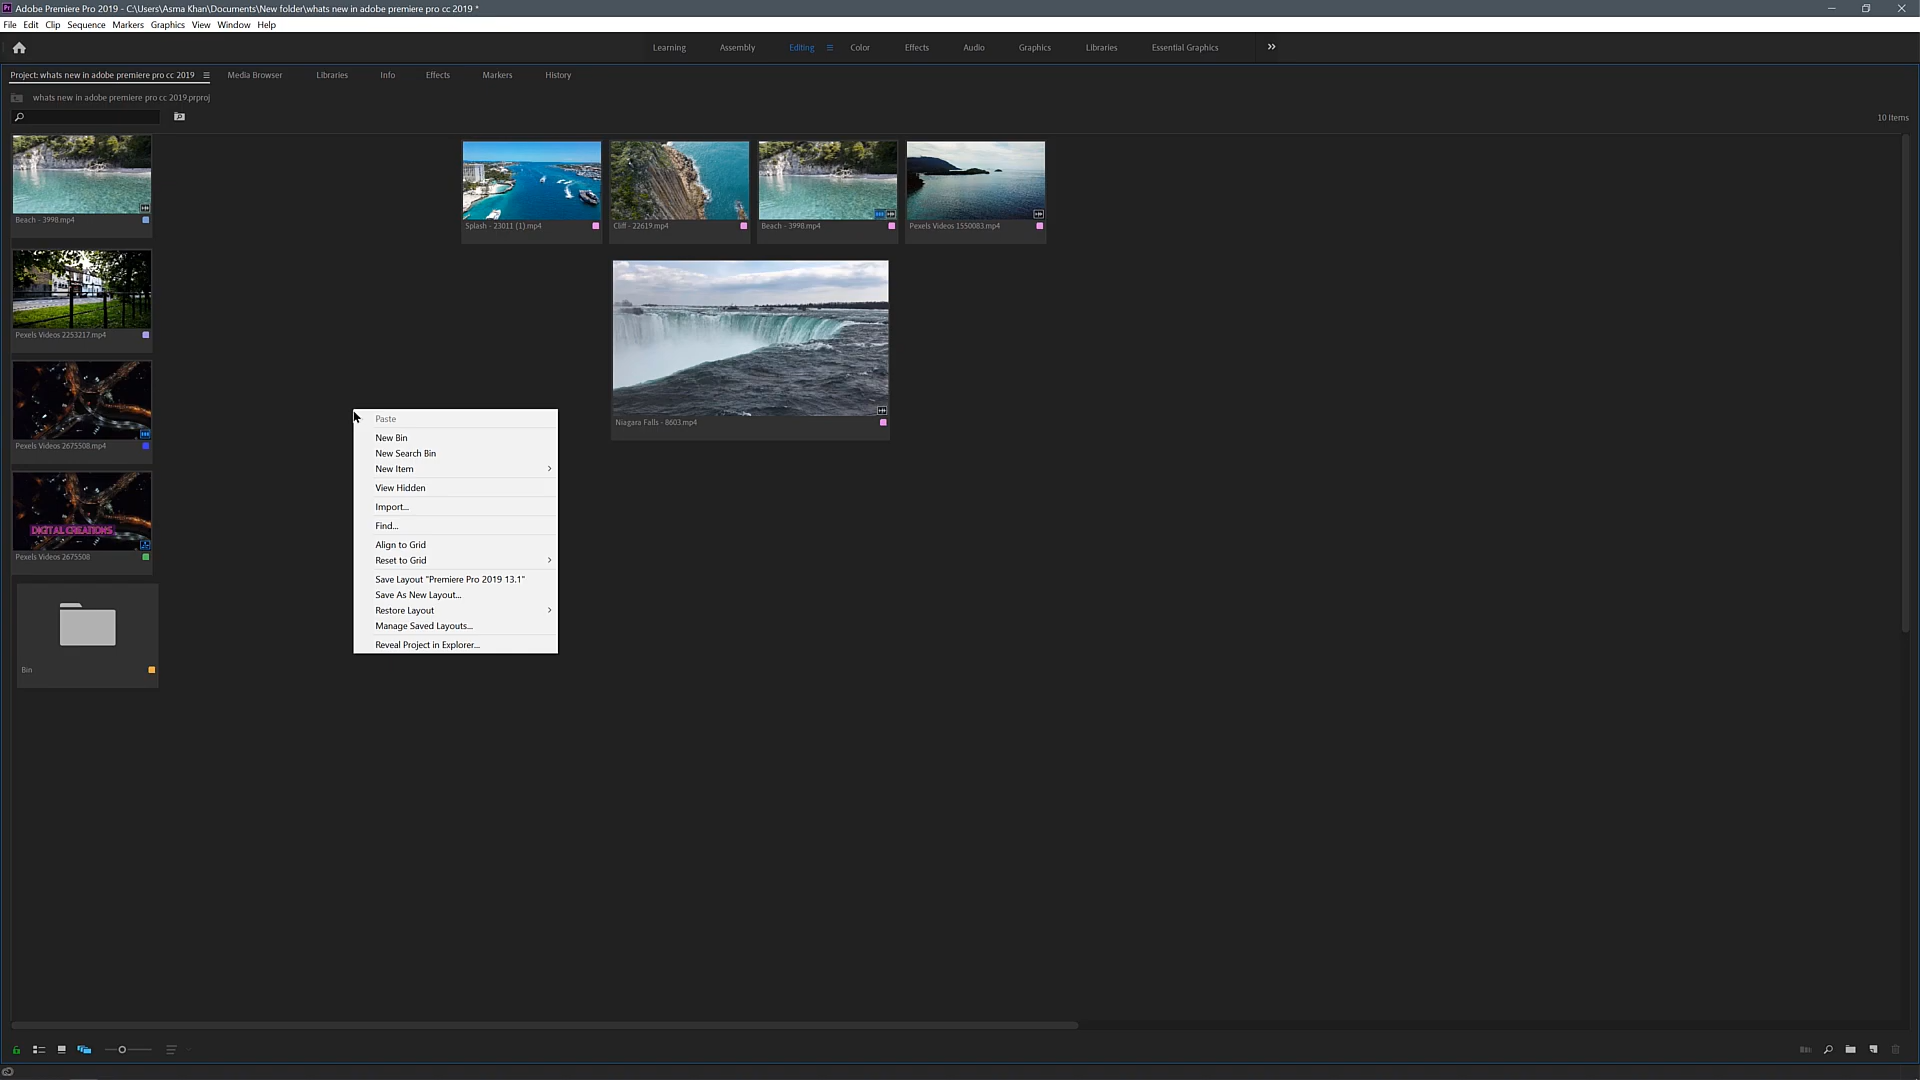 Adobe Premiere Pro 2019 - C:\Users\Asma Khan\Documents\New folder\whats new in adobe premiere pro cc 2019 *
File Edit Clip Sequence Markers Graphics View Window Help
Learning Assembly Editing Color Effects Audio Graphics Libraries Essential Graphics
Project: whats new in adobe premiere pro cc 2019 Media Browser Libraries Info Effects Markers History
whats new in adobe premiere pro cc 2019.prproj
10 Items
Beach - 3998.mp4
Splash - 23011 (1).mp4
Cliff - 22619.mp4
Beach - 3998.mp4
Pexels Videos 1550083.mp4
Pexels Videos 2253217.mp4
Niagara Falls - 8603.mp4
Pexels Videos 2675508.mp4
DIGITAL CREATIONS
Pexels Videos 2675508
Bin
Paste
New Bin
New Search Bin
New Item
View Hidden
Import...
Find...
Align to Grid
Reset to Grid
Save Layout "Premiere Pro 2019 13.1"
Save As New Layout...
Restore Layout
Manage Saved Layouts...
Reveal Project in Explorer...